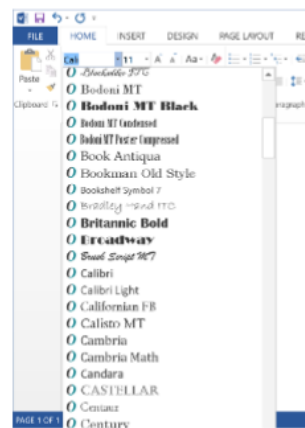 FILE HOME INSERT DESIGN PAGE LAYOUT
Cali 11 A A Aa
Paste
Clipboard
Blackadder ITC
Bodoni MT
Bodoni MT Black
Bodoni MT Condensed
Bodoni MT Poster Compressed
Book Antiqua
Bookman Old Style
Bookshelf Symbol 7
Bradley Hand ITC
Britannic Bold
Broadway
Brush Script MT
Calibri
Calibri Light
Californian FB
Calisto MT
Cambria
Cambria Math
Candara
CASTELLAR
Centaur
Century
PAGE 1 OF 1